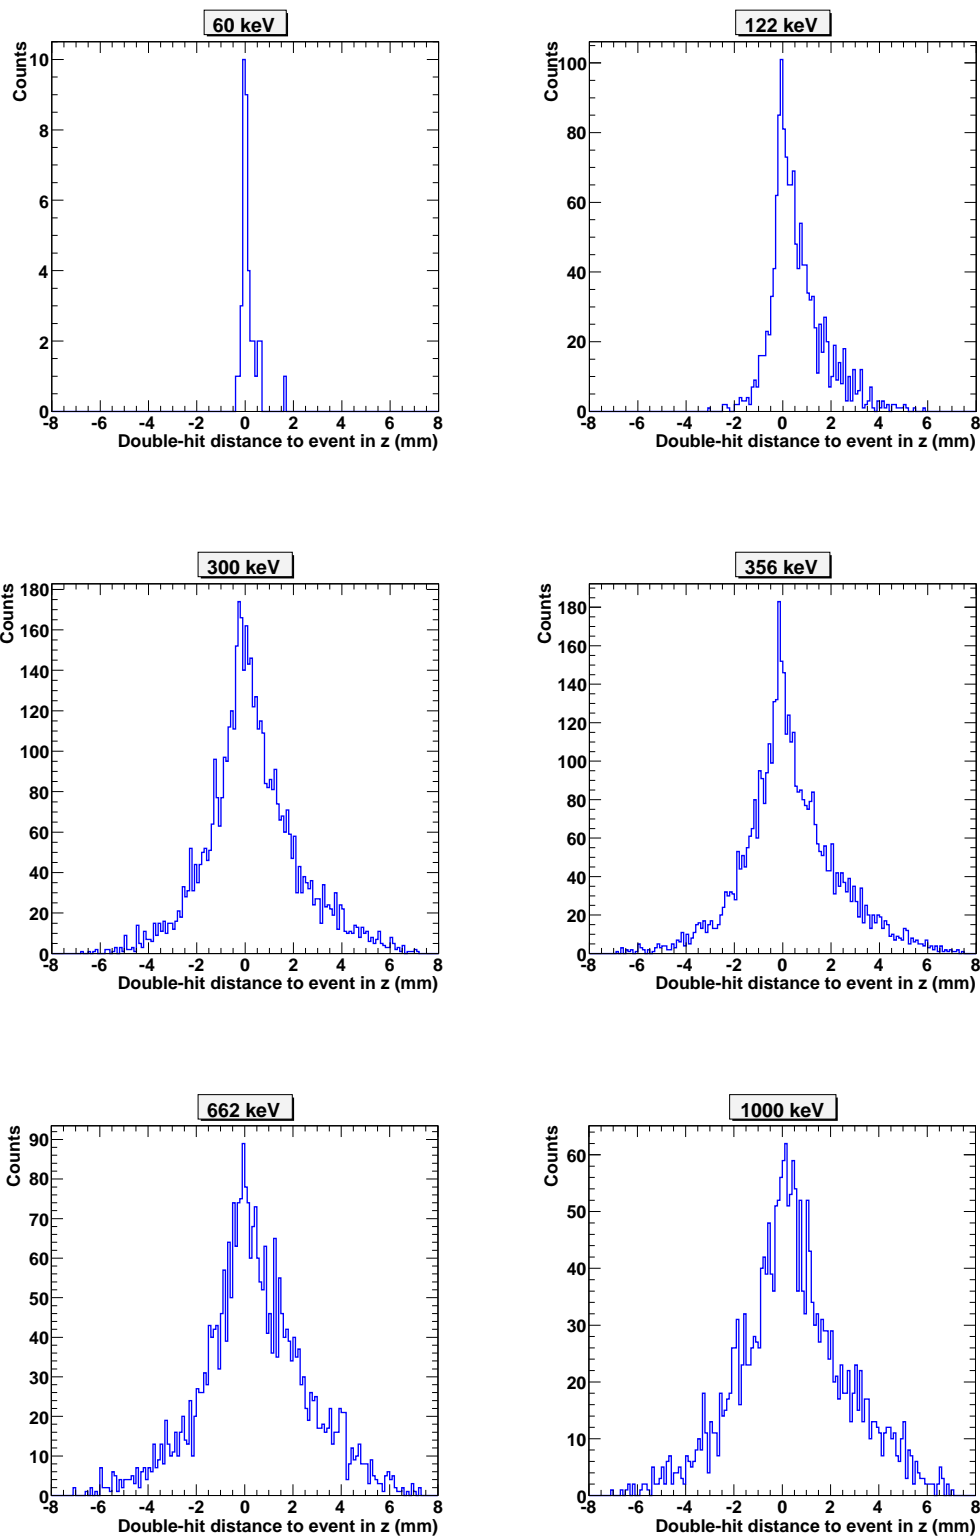 60 keV
Counts
10
8
6
4
2
0
-8 -6 -4 -2 0 2 4 6 8
Double-hit distance to event in z (mm)
122 keV
Counts
100
80
60
40
20
0
-8 -6 -4 -2 0 2 4 6 8
Double-hit distance to event in z (mm)
300 keV
Counts
180
160
140
120
100
80
60
40
20
0
-8 -6 -4 -2 0 2 4 6 8
Double-hit distance to event in z (mm)
356 keV
Counts
180
160
140
120
100
80
60
40
20
0
-8 -6 -4 -2 0 2 4 6 8
Double-hit distance to event in z (mm)
662 keV
Counts
90
80
70
60
50
40
30
20
10
0
-8 -6 -4 -2 0 2 4 6 8
Double-hit distance to event in z (mm)
1000 keV
Counts
60
50
40
30
20
10
0
-8 -6 -4 -2 0 2 4 6 8
Double-hit distance to event in z (mm)